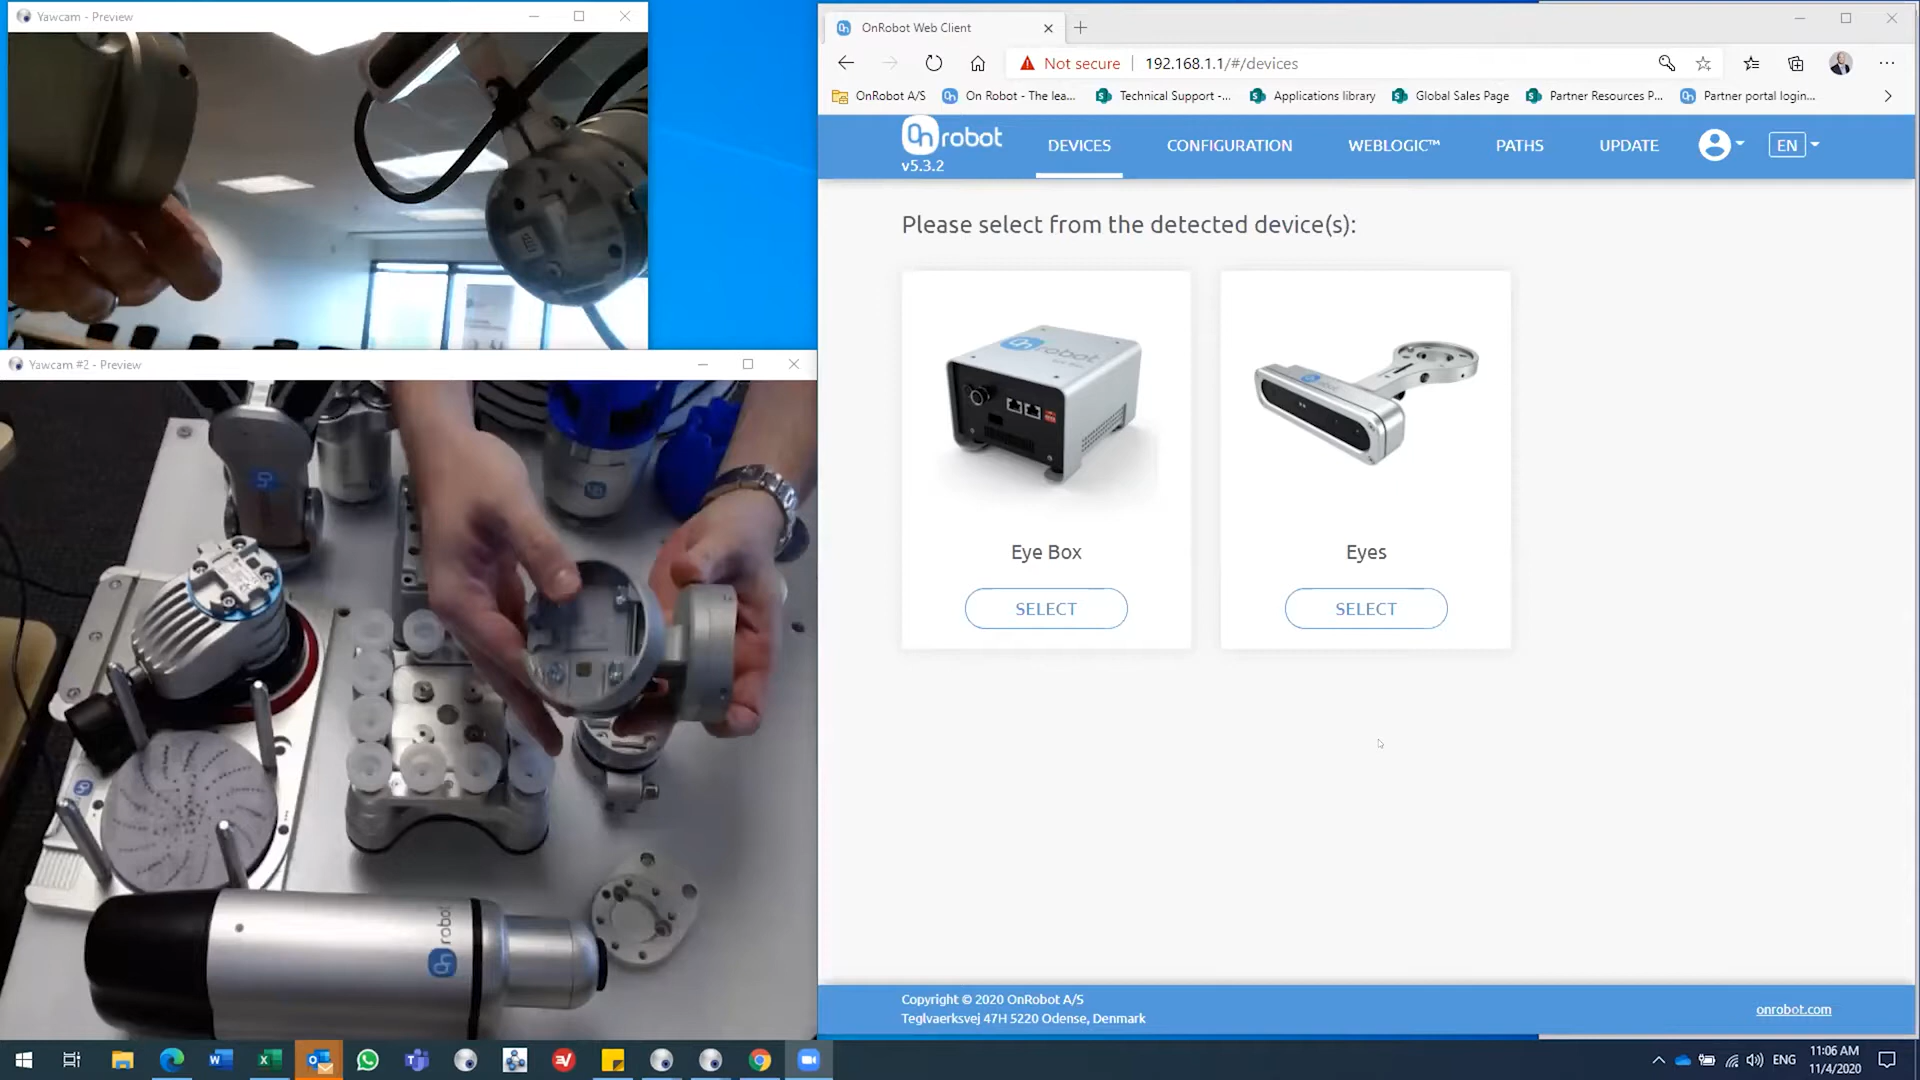 Yawcam - Preview
Yawcam #2 - Preview
robot
OnRobot Web Client
Not secure
192.168.1.1/#/devices
OnRobot A/S
On Robot - The lea...
Technical Support -...
Applications library
Global Sales Page
Partner Resources P...
Partner portal login...
On robot
v5.3.2
DEVICES
CONFIGURATION
WEBLOGIC™
PATHS
UPDATE
EN
Please select from the detected device(s):
robot
Eye Box
SELECT
robot
Eyes
SELECT
Copyright © 2020 OnRobot A/S
Teglvaerksvej 47H 5220 Odense, Denmark
onrobot.com
ENG
11:06 AM
11/4/2020